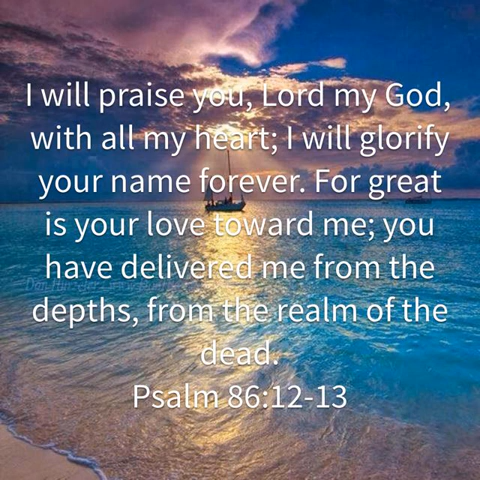 I will praise you, Lord my God,
with all my heart; I will glorify
your name forever. For great
is your love toward me; you
have delivered me from the
depths, from the realm of the
dead.
Psalm 86:12-13